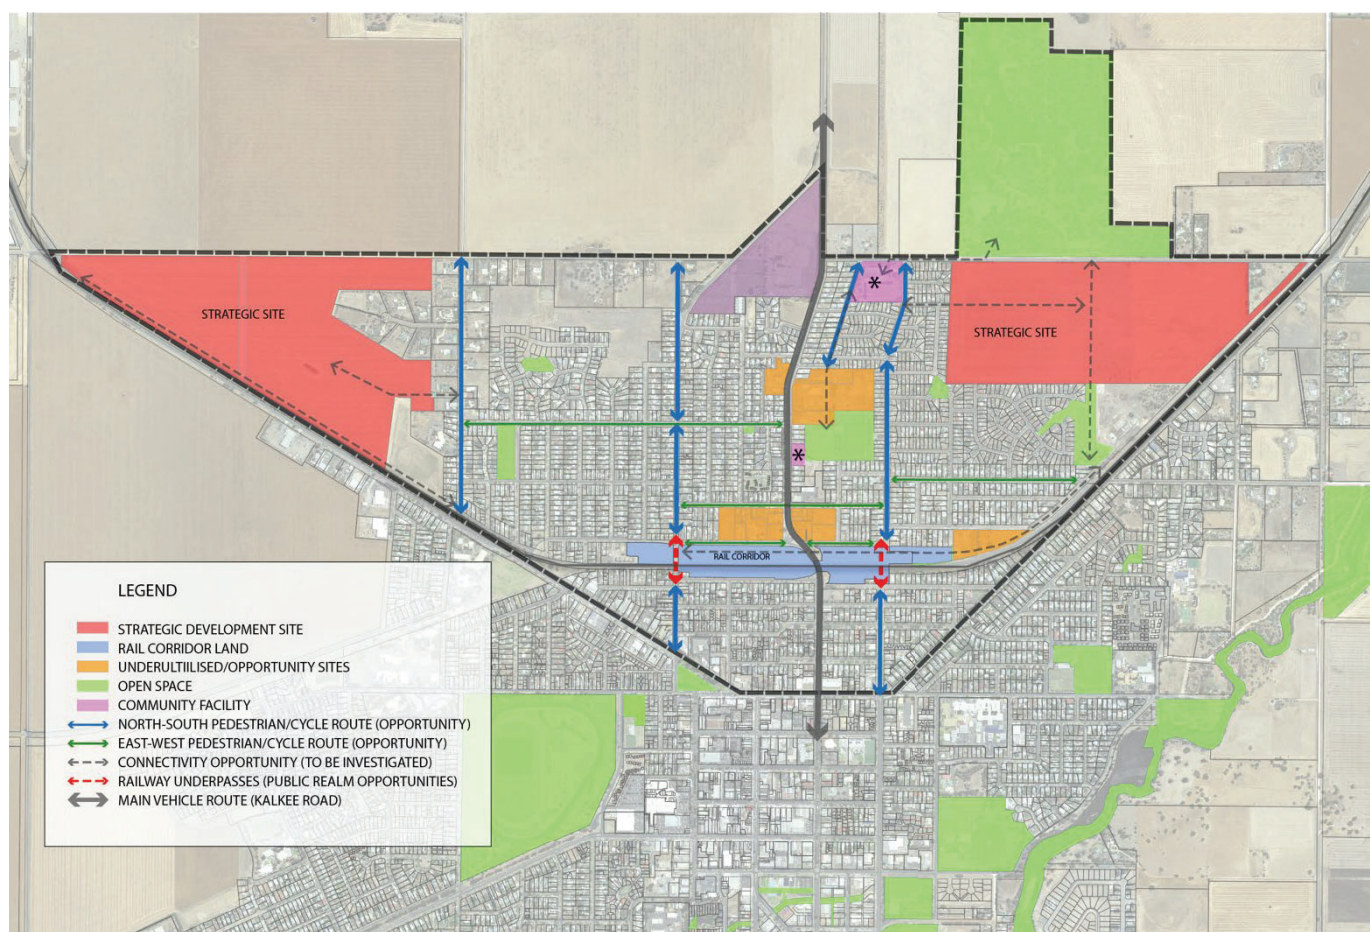 STRATEGIC SITE
*
STRATEGIC SITE
*
RAIL CORRIDOR
LEGEND
STRATEGIC DEVELOPMENT SITE
RAIL CORRIDOR LAND
UNDERULTIILISED/OPPORTUNITY SITES
OPEN SPACE
COMMUNITY FACILITY
NORTH-SOUTH PEDESTRIAN/CYCLE ROUTE (OPPORTUNITY)
EAST-WEST PEDESTRIAN/CYCLE ROUTE (OPPORTUNITY)
CONNECTIVITY OPPORTUNITY (TO BE INVESTIGATED)
RAILWAY UNDERPASSES (PUBLIC REALM OPPORTUNITIES)
MAIN VEHICLE ROUTE (KALKEE ROAD)